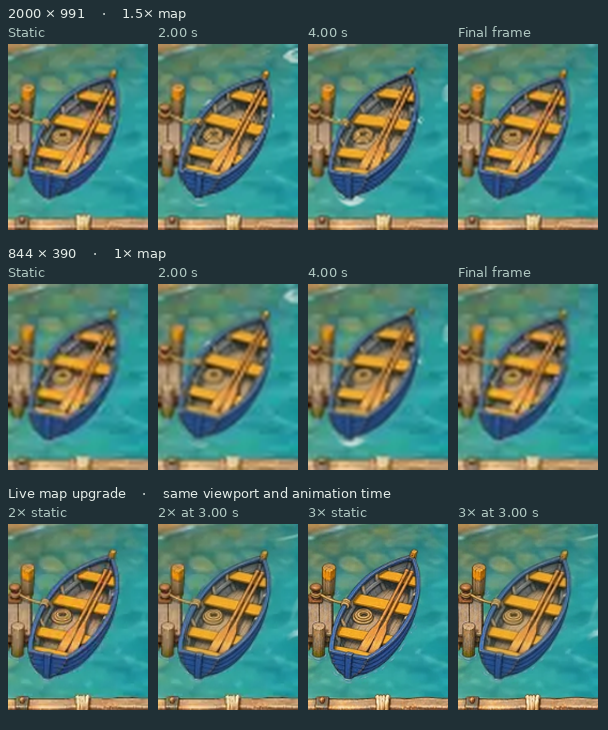 2000 × 991 · 1.5× map
Static 2.00 s 4.00 s Final frame
844 × 390 · 1× map
Static 2.00 s 4.00 s Final frame
Live map upgrade · same viewport and animation time
2× static 2× at 3.00 s 3× static 3× at 3.00 s